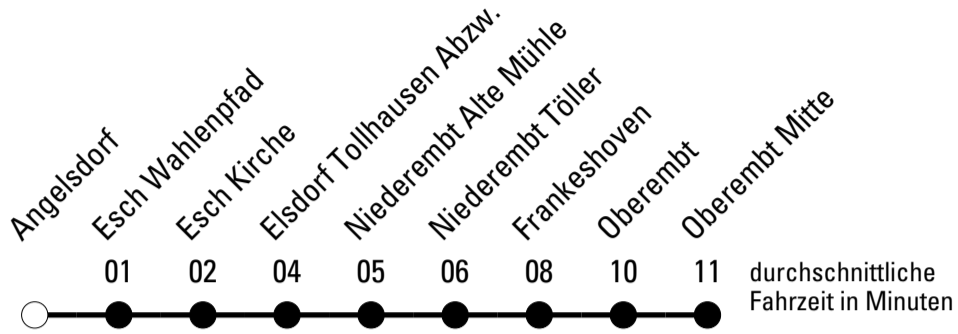 Angelsdorf
Esch Wahlenpfad
Esch Kirche
Elsdorf Tollhausen Abzw.
Niederembt Alte Mühle
Niederembt Töller
Frankeshoven
Oberembt
Oberembt Mitte
01 02 04 05 06 08 10 11
durchschnittliche
Fahrzeit in Minuten